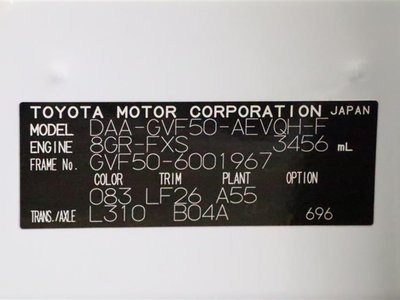 TOYOTA MOTOR CORPORATION JAPAN
MODEL DAA-GVF50-AEVQH-F
ENGINE 8GR-FXS 3456 mL
FRAME No. GVF50-6001967
COLOR TRIM PLANT OPTION
083 LF26 A55
TRANS./AXLE L310 B04A 696